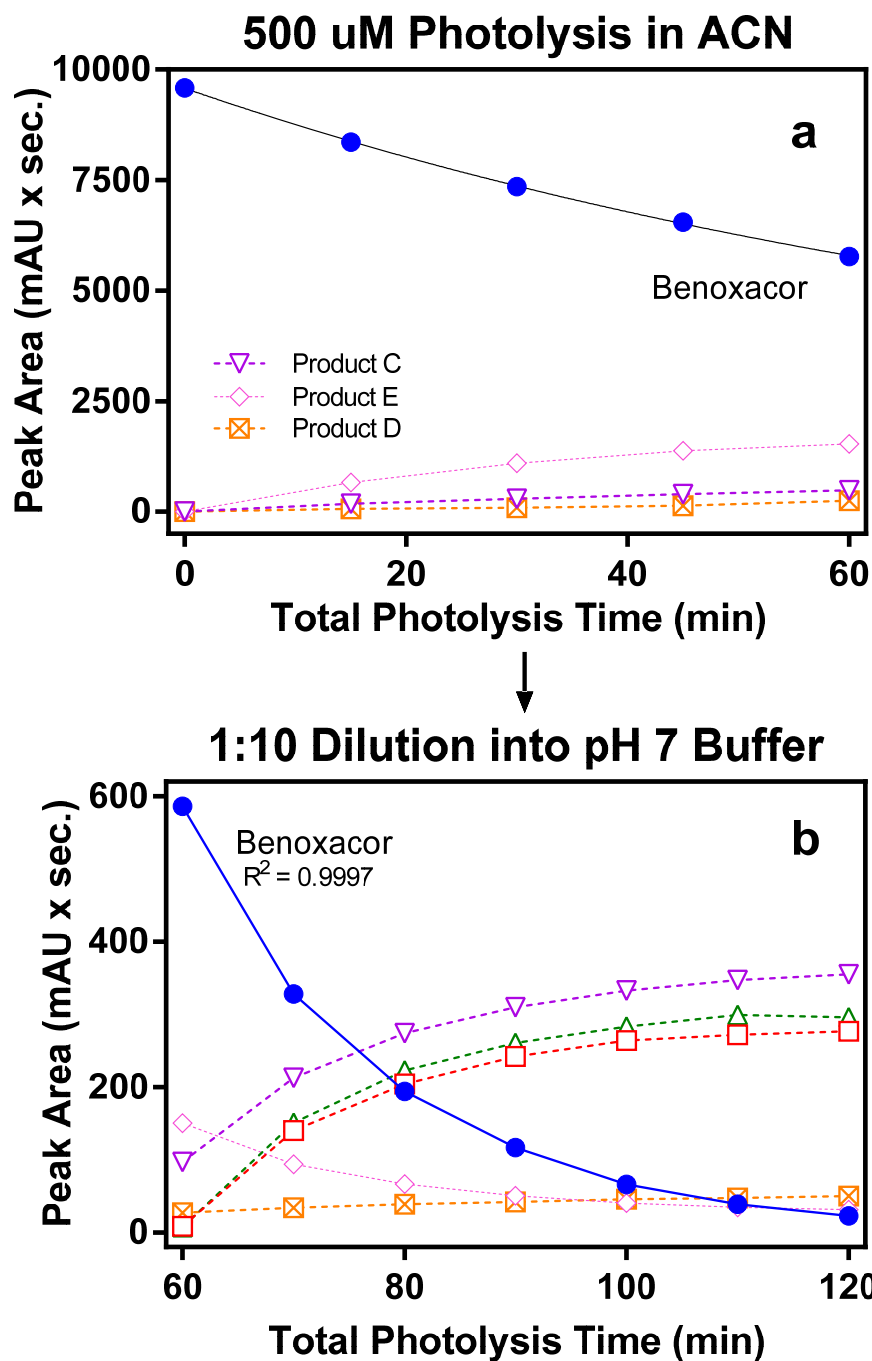 500 uM Photolysis in ACN
10000
7500
5000
2500
0
Peak Area (mAU x sec.)
a
Benoxacor
Product C
Product E
Product D
0 20 40 60
Total Photolysis Time (min)
1:10 Dilution into pH 7 Buffer
600
400
200
0
Peak Area (mAU x sec.)
Benoxacor
R² = 0.9997
b
60 80 100 120
Total Photolysis Time (min)